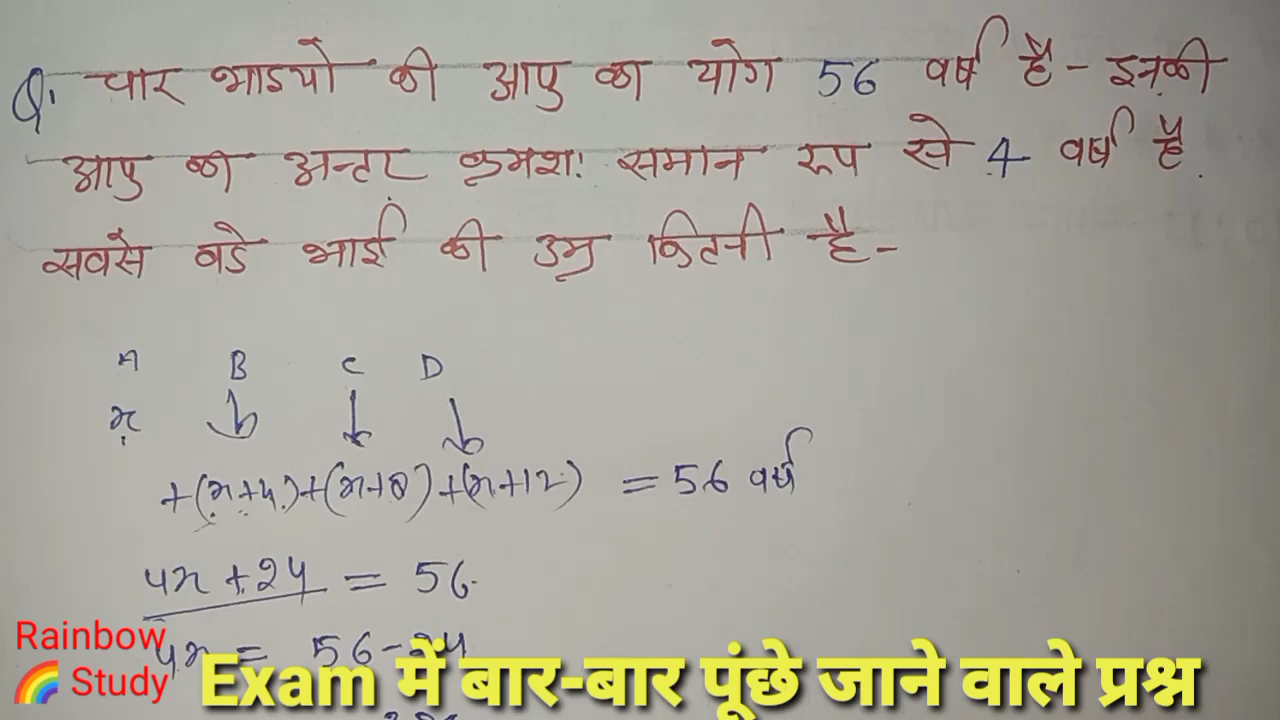 Q. चार भाइयो की आयु का योग 56 वर्ष है - इनकी
आयु का अन्तर क्रमशः समान रूप से 4 वर्ष है.
सबसे बडे भाई की उम्र कितनी है -
A B C D
x
+(x+4)+(x+8)+(x+12) = 56 वर्ष
4x + 24 = 56
4x = 56-24
Rainbow
Study
Exam में बार-बार पूंछे जाने वाले प्रश्न